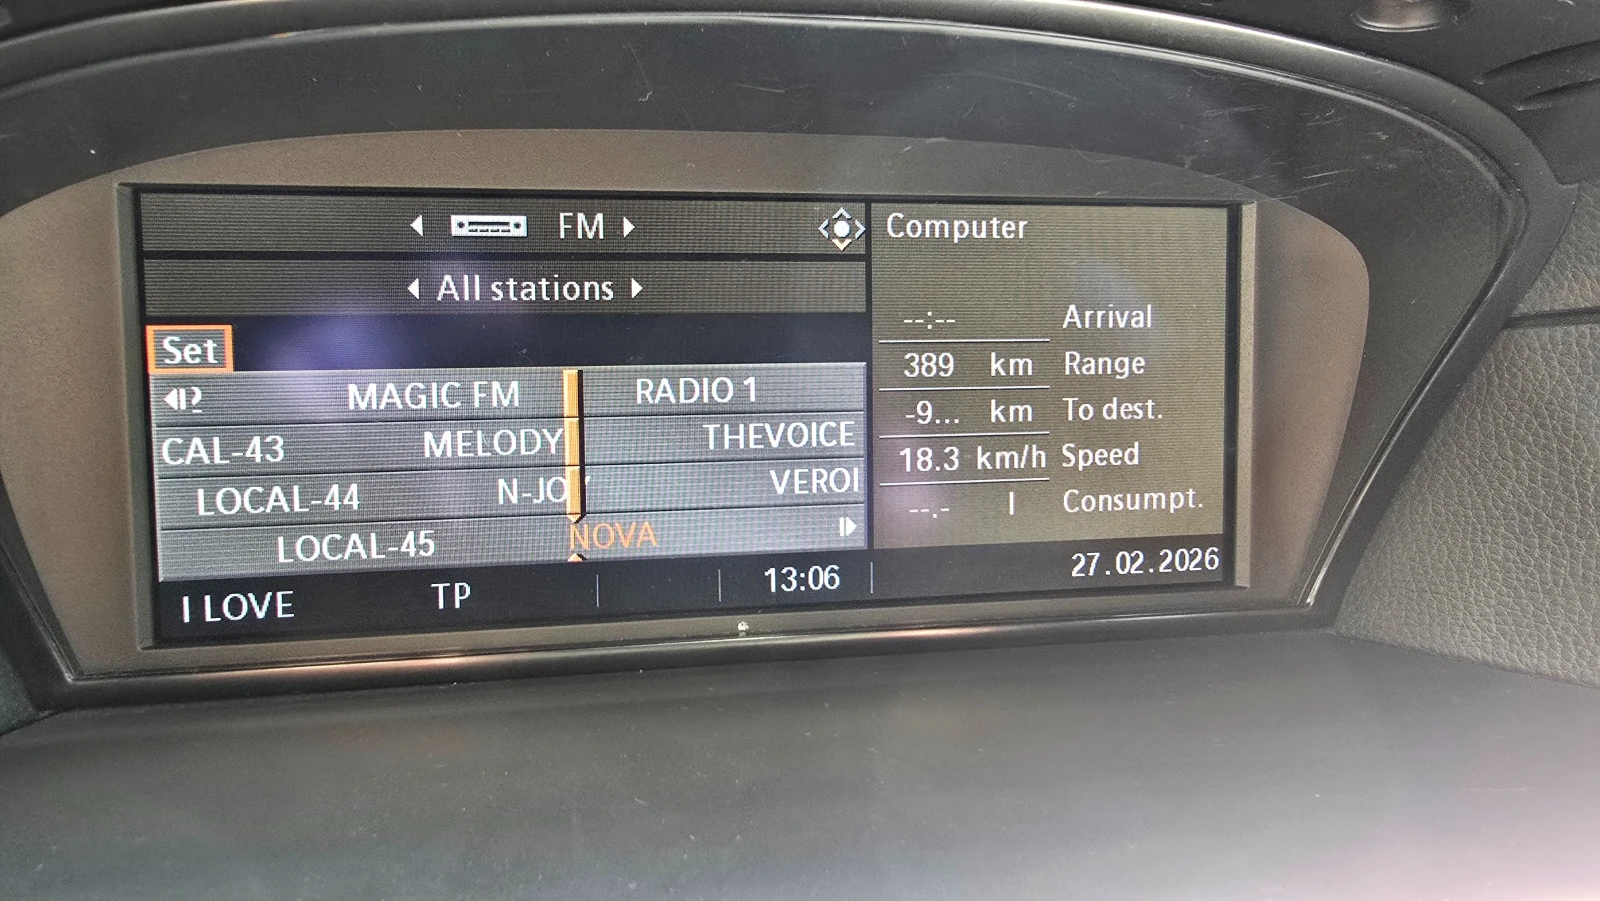 FM
All stations
Set
MAGIC FM RADIO 1
CAL-43 MELODY THEVOICE
LOCAL-44 N-JOY VEROI
LOCAL-45 NOVA
I LOVE TP 13:06
Computer
--:-- Arrival
389 km Range
-9... km To dest.
18.3 km/h Speed
--.- l Consumpt.
27.02.2026